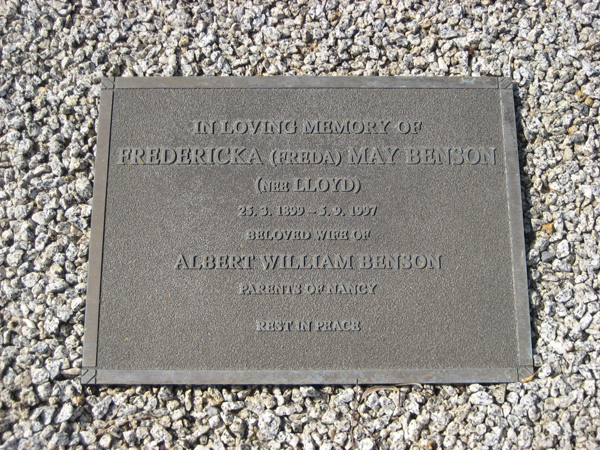 IN LOVING MEMORY OF
FREDERICKA (FREDA) MAY BENSON
(NEE LLOYD)
25. 3. 1899 – 5. 9. 1997
BELOVED WIFE OF
ALBERT WILLIAM BENSON
PARENTS OF NANCY
REST IN PEACE